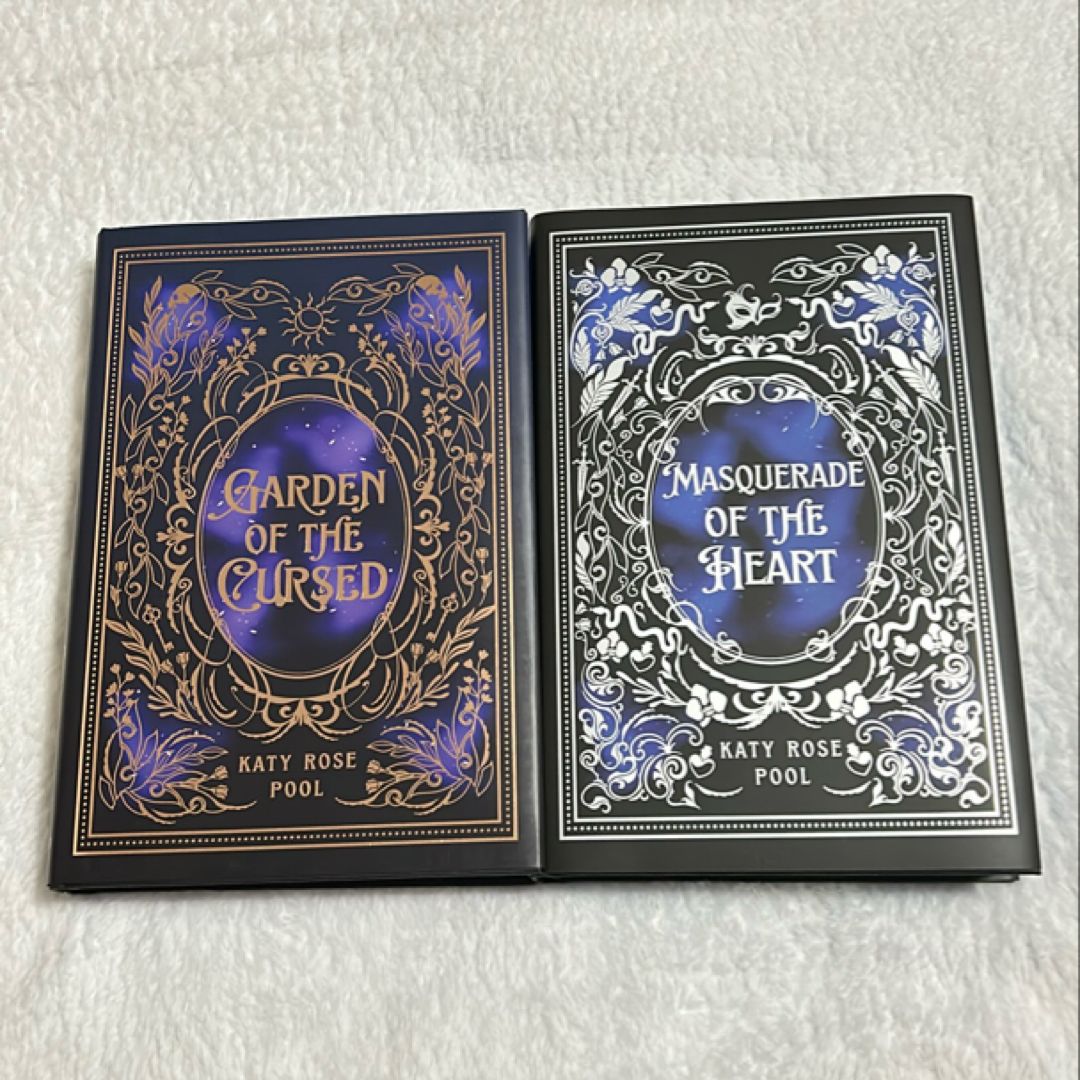 GARDEN
OF THE
CURSED
KATY ROSE
POOL
MASQUERADE
OF THE
HEART
KATY ROSE
POOL